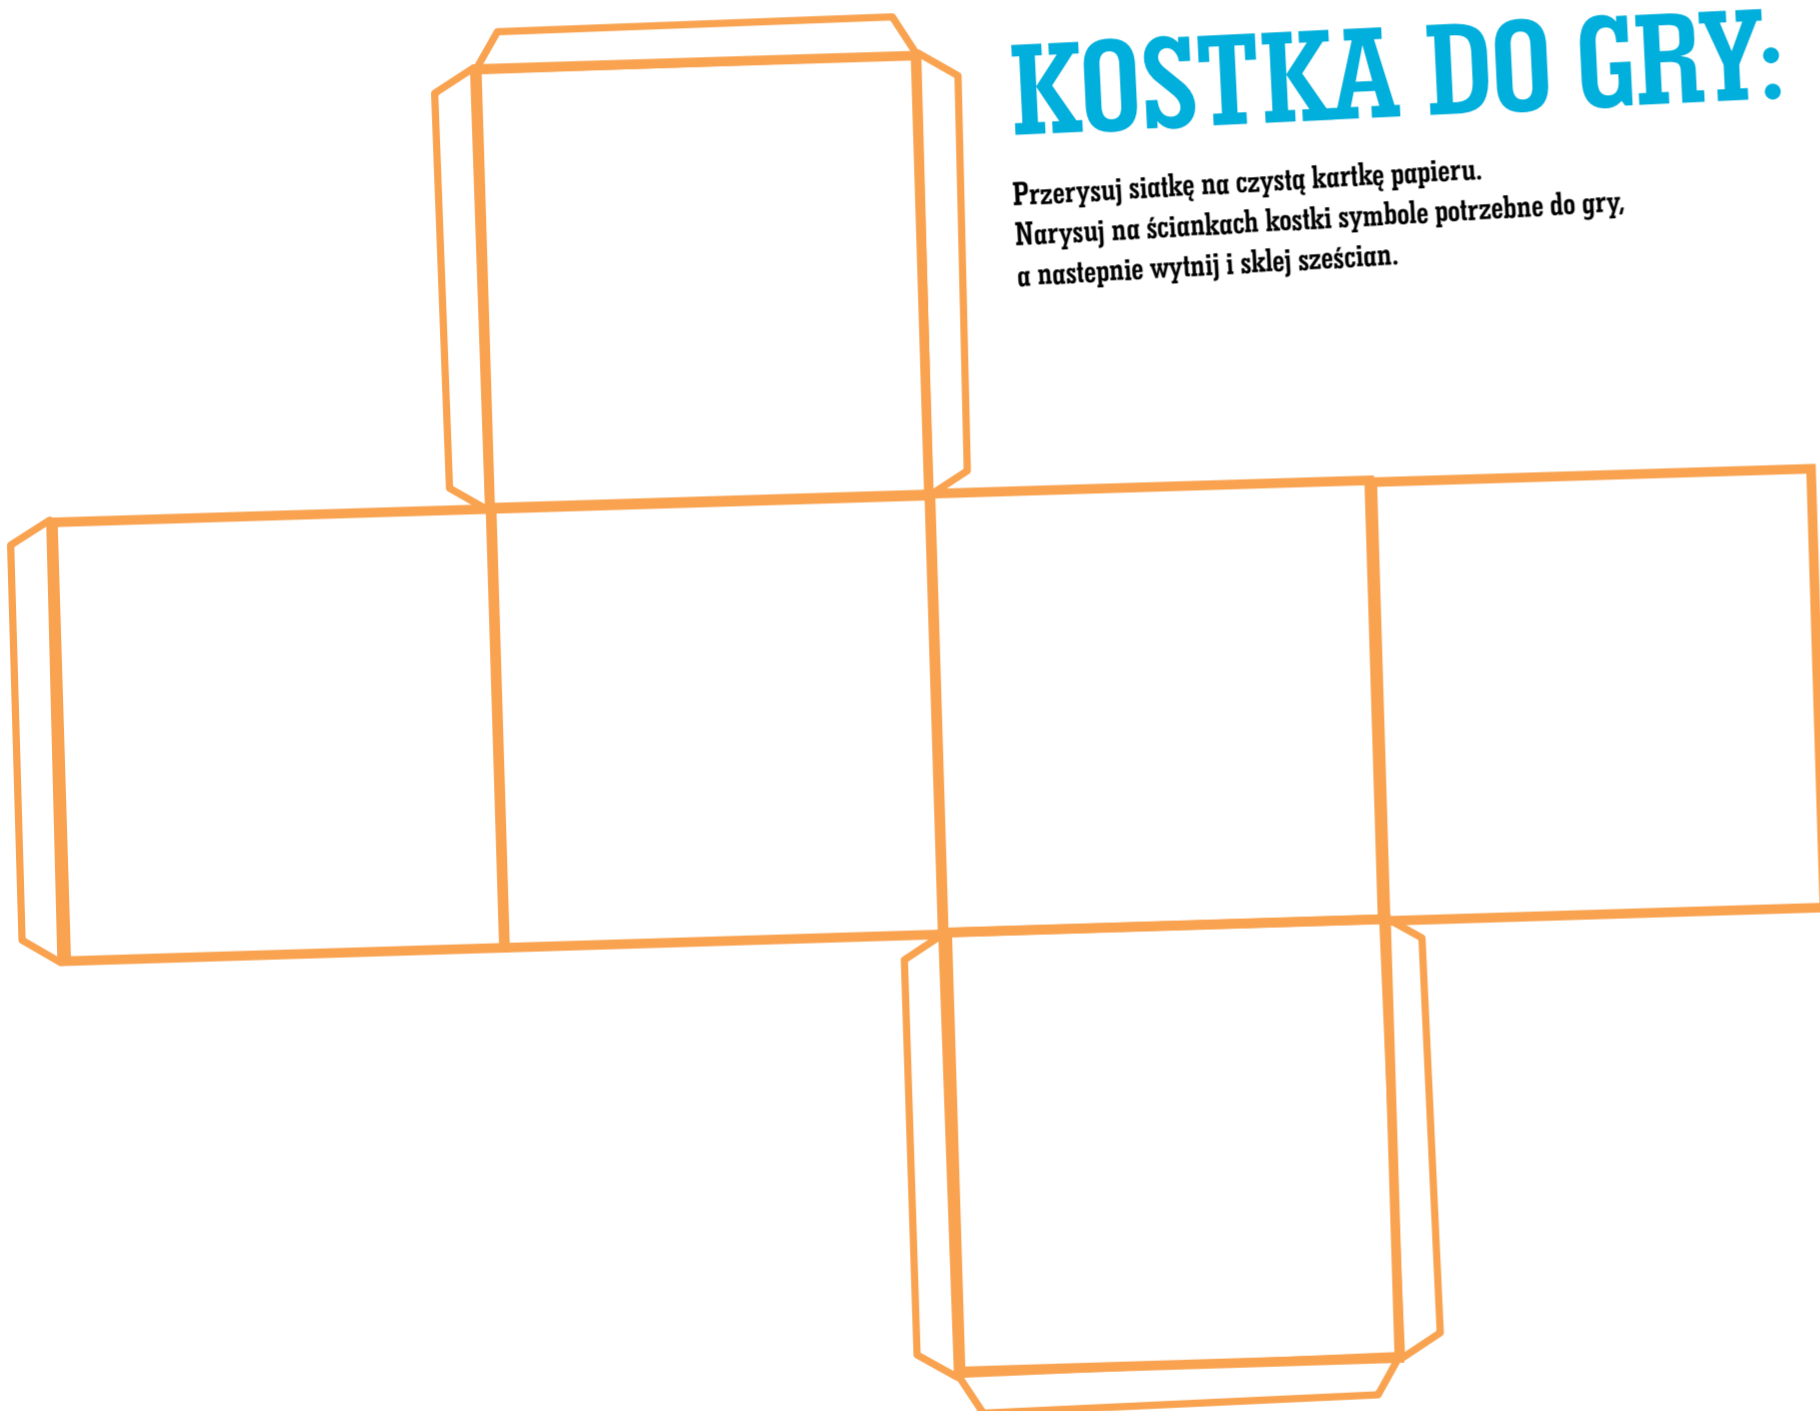 KOSTKA DO GRY:
Przerysuj siatkę na czystą kartkę papieru.
Narysuj na ściankach kostki symbole potrzebne do gry,
a nastepnie wytnij i sklej sześcian.